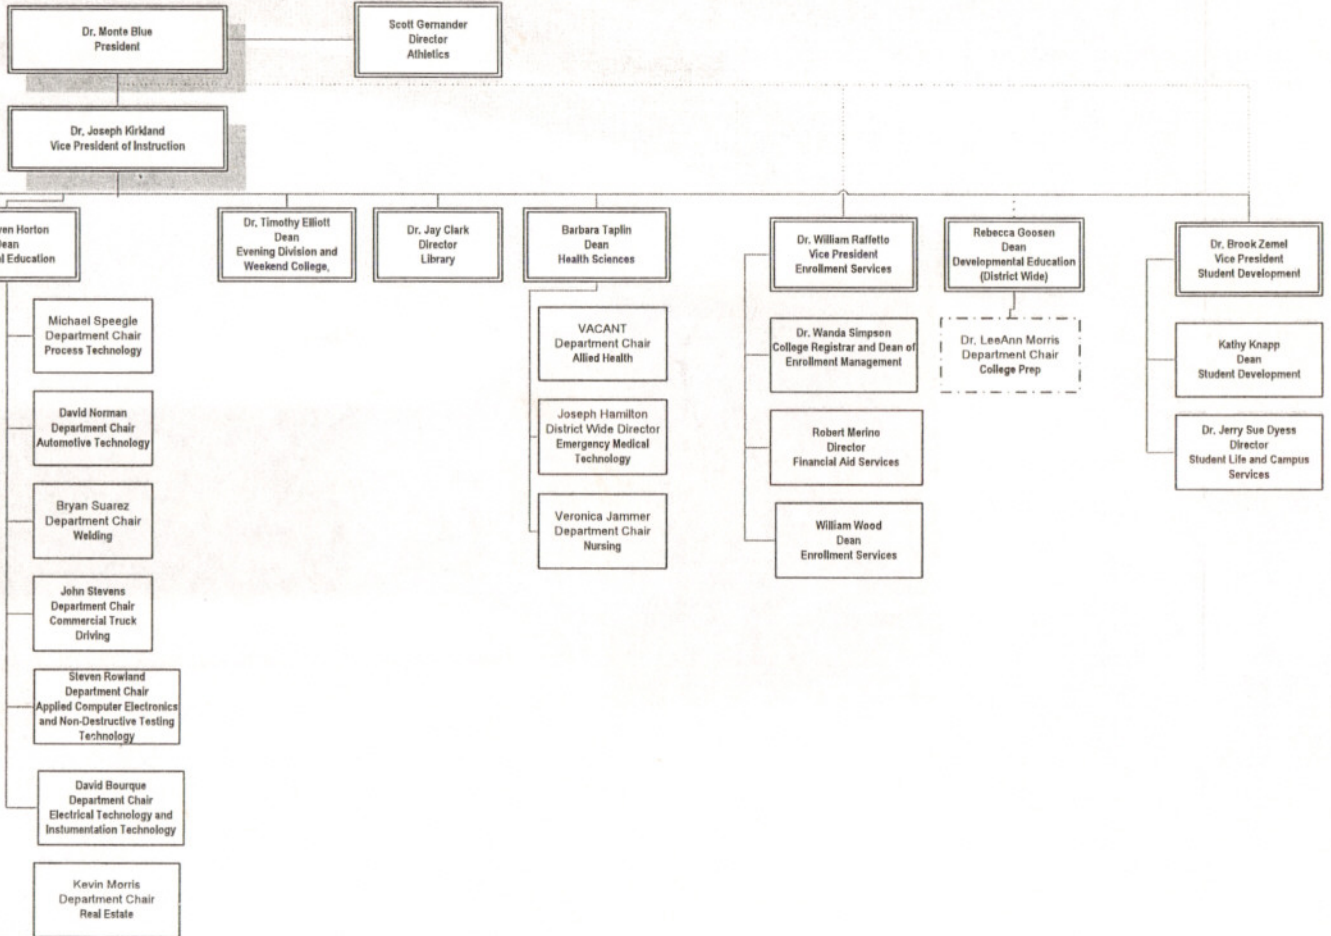 Dr. Monte Blue
President
Scott Gernander
Director
Athletics
Dr. Joseph Kirkland
Vice President of Instruction
ven Horton
Dean
l Education
Dr. Timothy Elliott
Dean
Evening Division and
Weekend College,
Dr. Jay Clark
Director
Library
Barbara Taplin
Dean
Health Sciences
Dr. William Raffetto
Vice President
Enrollment Services
Rebecca Goosen
Dean
Developmental Education
(District Wide)
Dr. Brook Zemel
Vice President
Student Development
Michael Speegle
Department Chair
Process Technology
David Norman
Department Chair
Automotive Technology
Bryan Suarez
Department Chair
Welding
John Stevens
Department Chair
Commercial Truck
Driving
Steven Rowland
Department Chair
Applied Computer Electronics
and Non-Destructive Testing
Technology
David Bourque
Department Chair
Electrical Technology and
Instumentation Technology
Kevin Morris
Department Chair
Real Estate
VACANT
Department Chair
Allied Health
Joseph Hamilton
District Wide Director
Emergency Medical
Technology
Veronica Jammer
Department Chair
Nursing
Dr. Wanda Simpson
College Registrar and Dean of
Enrollment Management
Robert Merino
Director
Financial Aid Services
William Wood
Dean
Enrollment Services
Dr. LeeAnn Morris
Department Chair
College Prep
Kathy Knapp
Dean
Student Development
Dr. Jerry Sue Dyess
Director
Student Life and Campus
Services